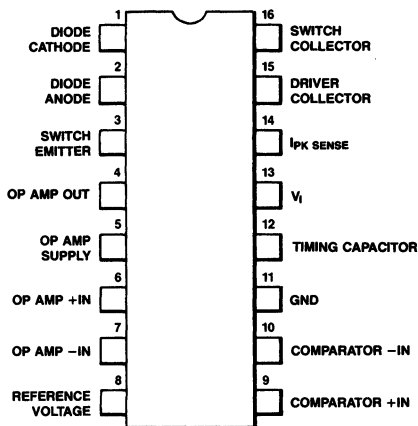 1
DIODE
CATHODE
2
DIODE
ANODE
3
SWITCH
EMITTER
4
OP AMP OUT
5
OP AMP
SUPPLY
6
OP AMP +IN
7
OP AMP −IN
8
REFERENCE
VOLTAGE
16
SWITCH
COLLECTOR
15
DRIVER
COLLECTOR
14
IPK SENSE
13
VI
12
TIMING CAPACITOR
11
GND
10
COMPARATOR −IN
9
COMPARATOR +IN